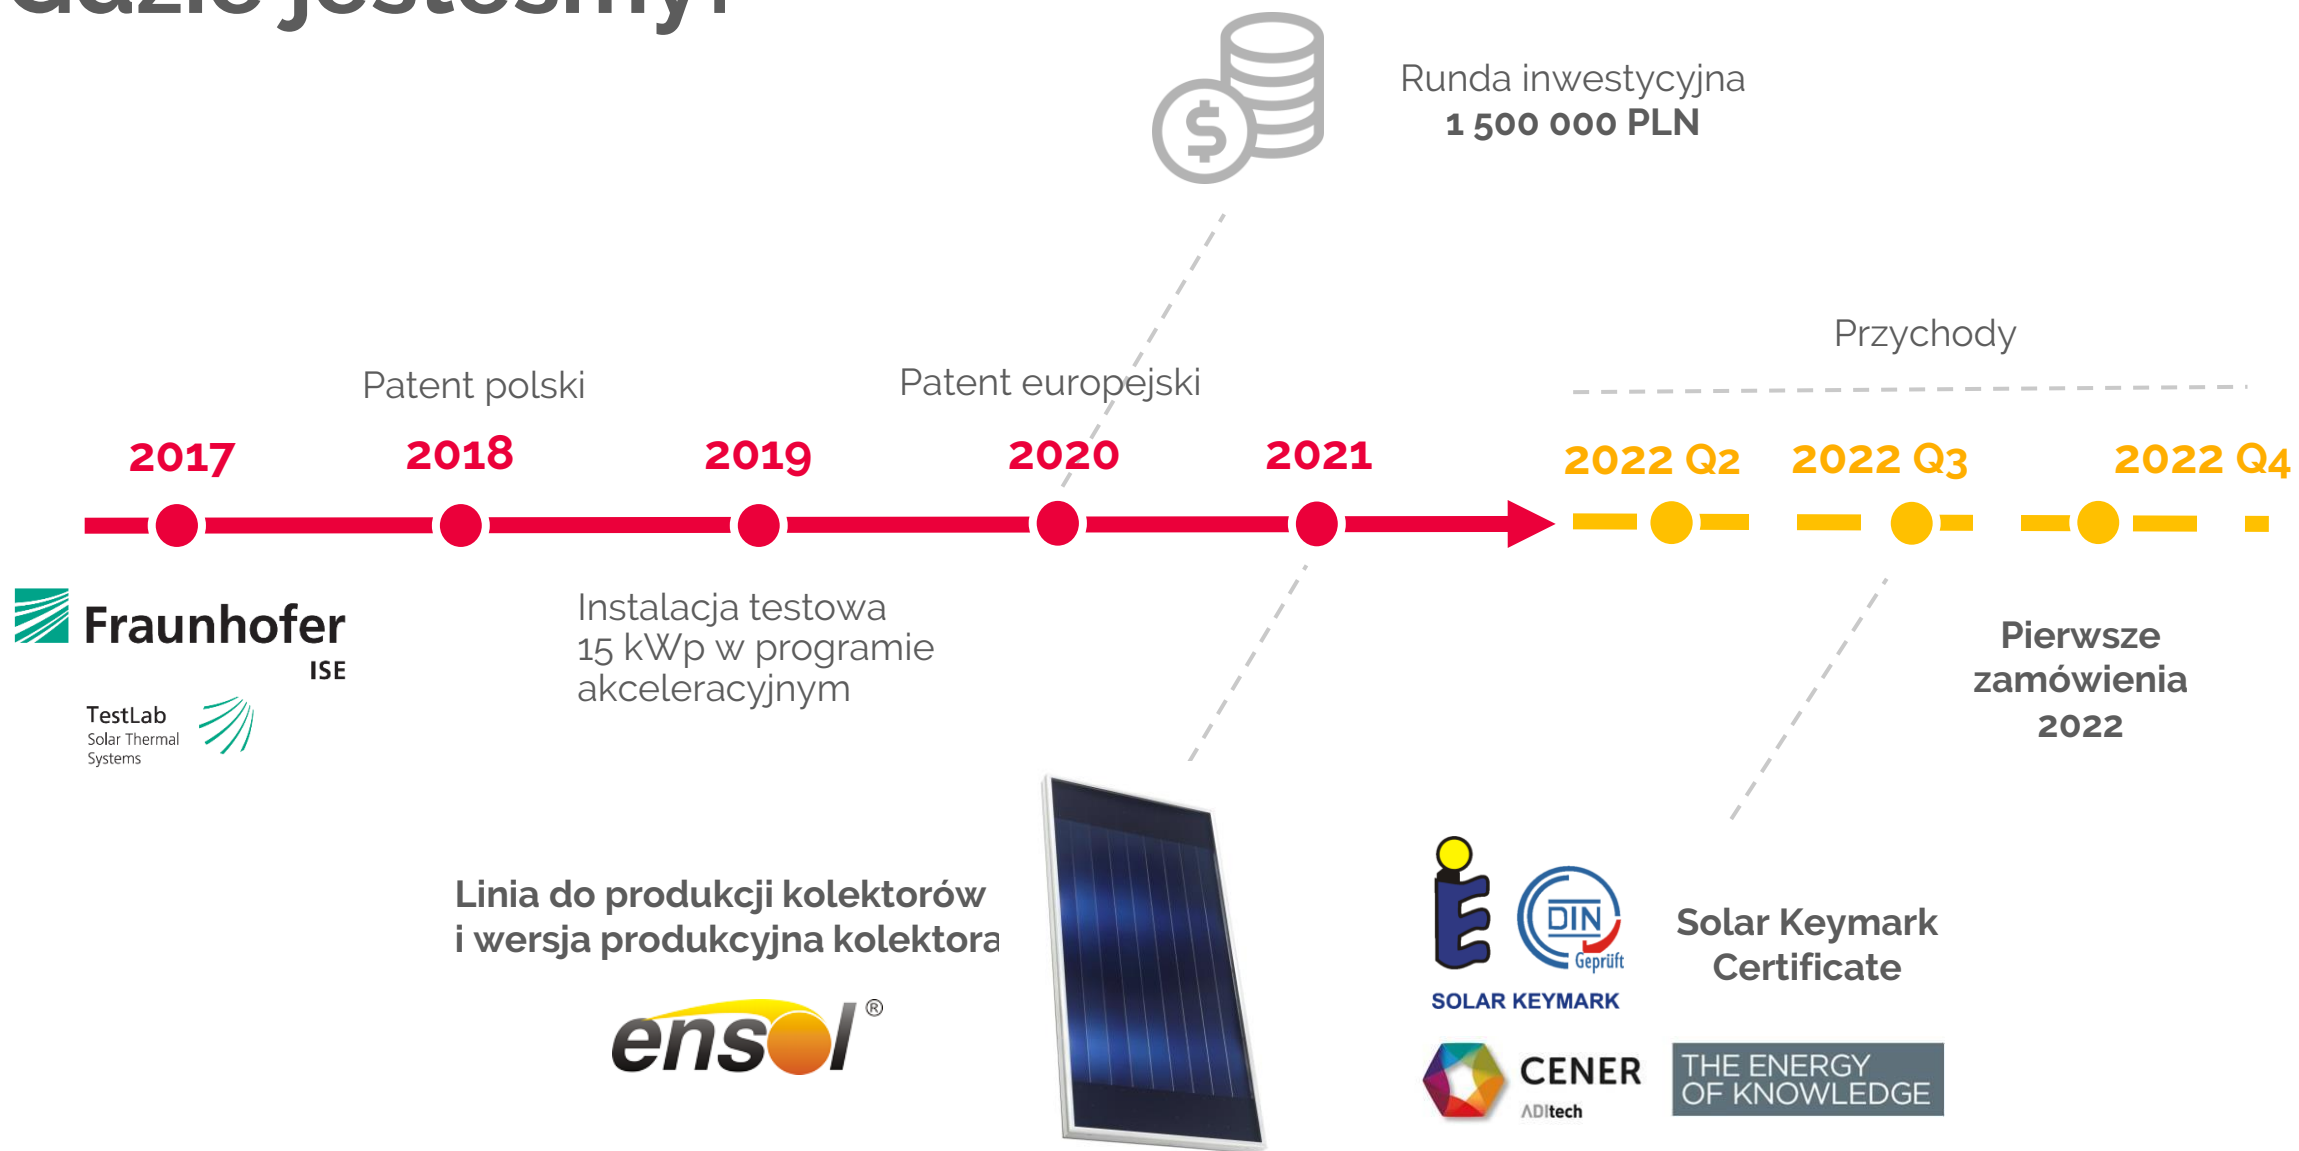 Gdzie jesteśmy?
Runda inwestycyjna
1 500 000 PLN
Przychody
Patent polski
Patent europejski
2017
2018
2019
2020
2021
2022 Q2
2022 Q3
2022 Q4
Fraunhofer
ISE
TestLab
Solar Thermal
Systems
Instalacja testowa
15 kWp w programie
akceleracyjnym
Pierwsze
zamówienia
2022
Linia do produkcji kolektorów
i wersja produkcyjna kolektora
ensol®
DIN
Geprüft
SOLAR KEYMARK
Solar Keymark
Certificate
CENER
ADItech
THE ENERGY
OF KNOWLEDGE